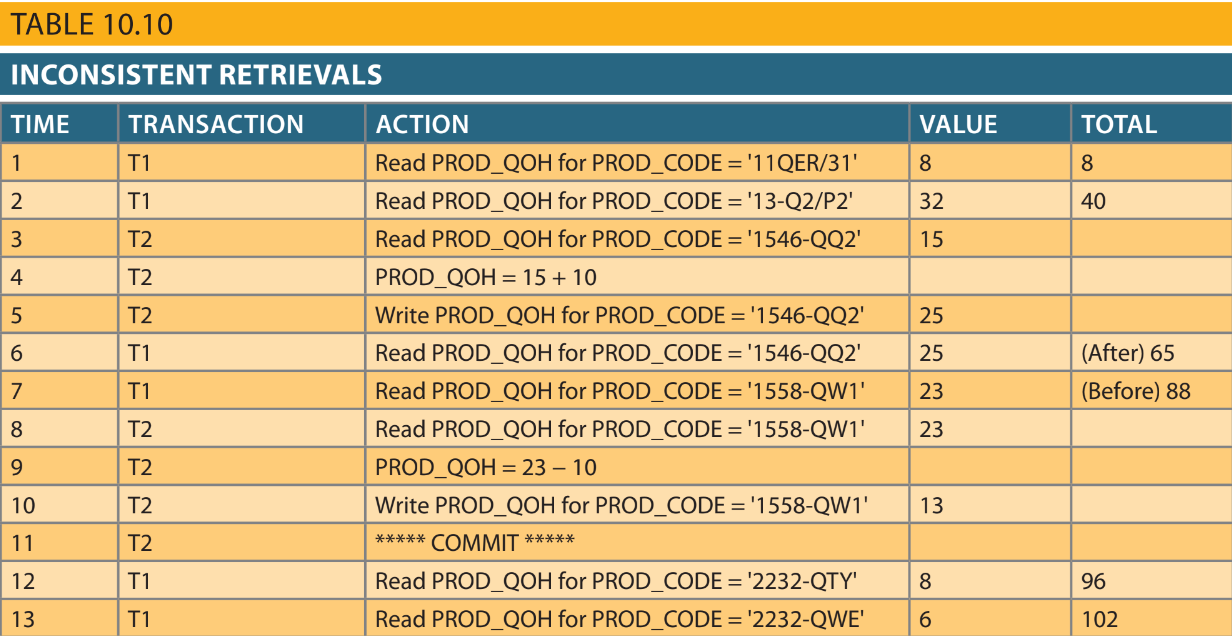 TABLE 10.10
INCONSISTENT RETRIEVALS
TIME TRANSACTION ACTION VALUE TOTAL
1 T1 Read PROD_QOH for PROD_CODE = '11QER/31' 8 8
2 T1 Read PROD_QOH for PROD_CODE = '13-Q2/P2' 32 40
3 T2 Read PROD_QOH for PROD_CODE = '1546-QQ2' 15
4 T2 PROD_QOH = 15 + 10
5 T2 Write PROD_QOH for PROD_CODE = '1546-QQ2' 25
6 T1 Read PROD_QOH for PROD_CODE = '1546-QQ2' 25 (After) 65
7 T1 Read PROD_QOH for PROD_CODE = '1558-QW1' 23 (Before) 88
8 T2 Read PROD_QOH for PROD_CODE = '1558-QW1' 23
9 T2 PROD_QOH = 23 − 10
10 T2 Write PROD_QOH for PROD_CODE = '1558-QW1' 13
11 T2 ***** COMMIT *****
12 T1 Read PROD_QOH for PROD_CODE = '2232-QTY' 8 96
13 T1 Read PROD_QOH for PROD_CODE = '2232-QWE' 6 102